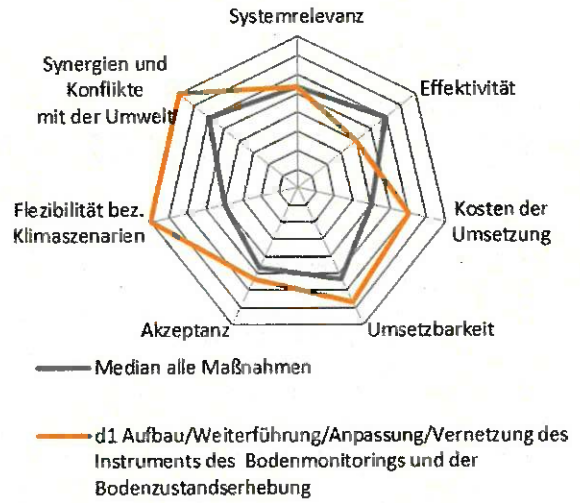 Systemrelevanz
Synergien und
Konflikte
mit der Umwelt
Effektivität
Flezibilität bez.
Klimaszenarien
Kosten der
Umsetzung
Akzeptanz
Umsetzbarkeit
Median alle Maßnahmen
d1 Aufbau/Weiterführung/Anpassung/Vernetzung des
Instruments des Bodenmonitorings und der
Bodenzustandserhebung